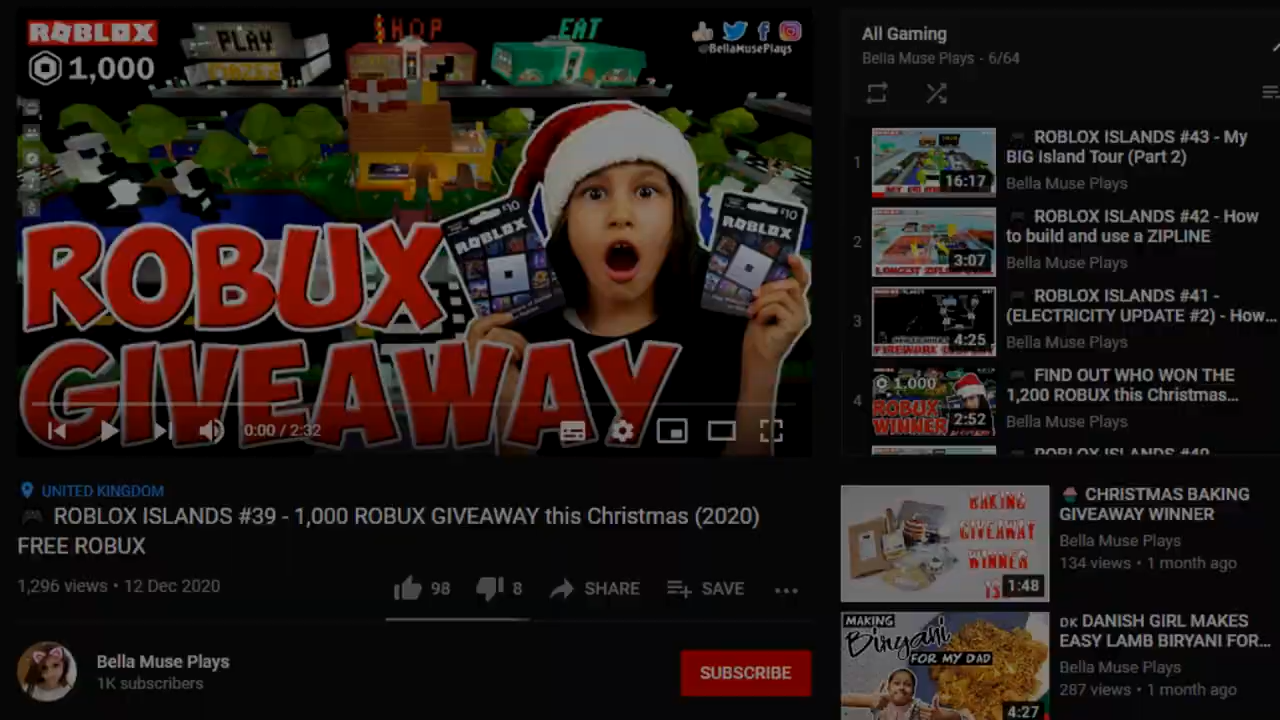 ROBLOX
1,000
PLAY
SHOP
EAT
@BellaMusePlays
£10
ROBLOX
£10
ROBLOX
ROBUX
GIVEAWAY
0:00 / 2:32
UNITED KINGDOM
ROBLOX ISLANDS #39 - 1,000 ROBUX GIVEAWAY this Christmas (2020)
FREE ROBUX
1,296 views • 12 Dec 2020
98
8
SHARE
SAVE
Bella Muse Plays
1K subscribers
SUBSCRIBE
All Gaming
Bella Muse Plays - 6/64
1
16:17
ROBLOX ISLANDS #43 - My
BIG Island Tour (Part 2)
Bella Muse Plays
2
3:07
ROBLOX ISLANDS #42 - How
to build and use a ZIPLINE
Bella Muse Plays
3
4:25
ROBLOX ISLANDS #41 -
(ELECTRICITY UPDATE #2) - How...
Bella Muse Plays
4
1,000
ROBUX
WINNER
2:52
FIND OUT WHO WON THE
1,200 ROBUX this Christmas...
Bella Muse Plays
ROBLOX ISLANDS #40
BAKING
GIVEAWAY
WINNER
IS
1:48
CHRISTMAS BAKING
GIVEAWAY WINNER
Bella Muse Plays
134 views • 1 month ago
MAKING
Biryani
FOR MY DAD
4:27
DK DANISH GIRL MAKES
EASY LAMB BIRYANI FOR...
Bella Muse Plays
287 views • 1 month ago